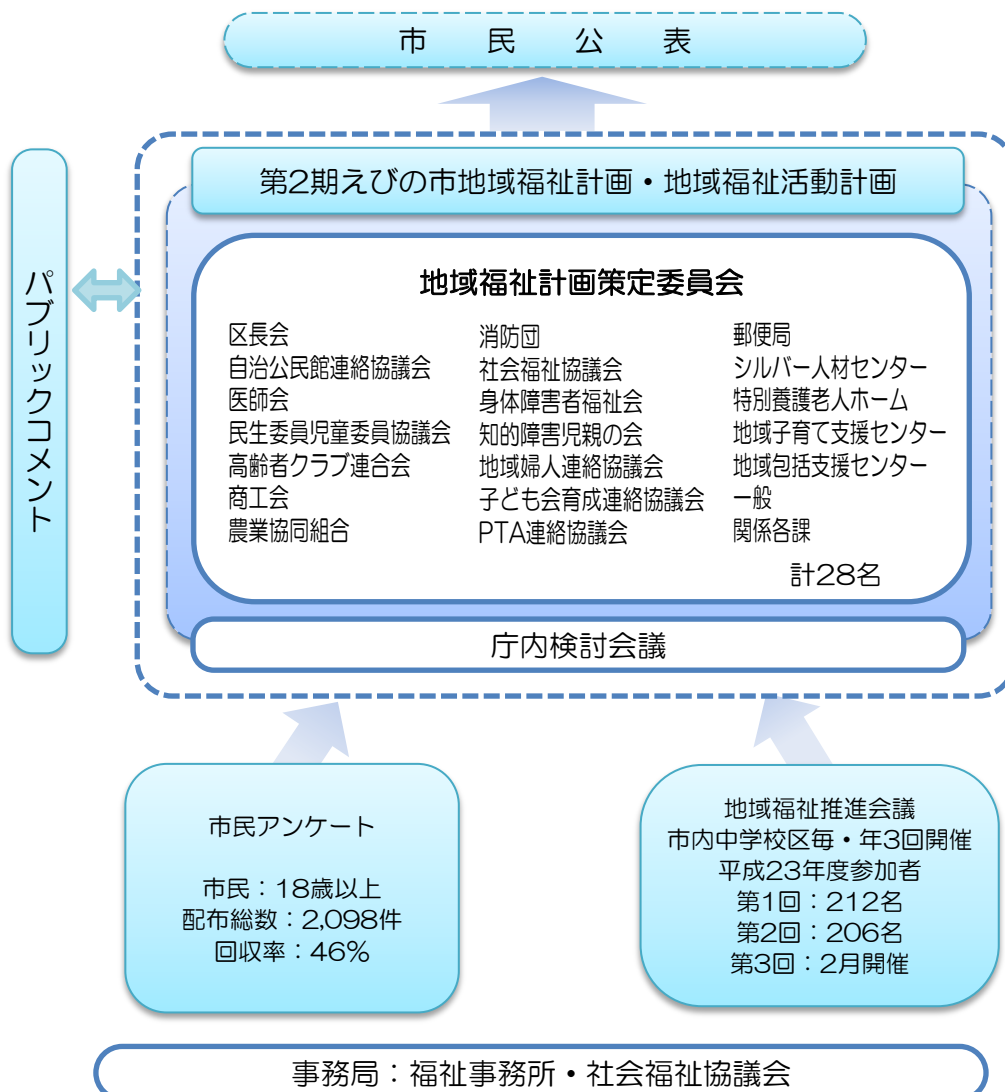 市民公表
第2期えびの市地域福祉計画・地域福祉活動計画
パブリックコメント
地域福祉計画策定委員会
区長会
自治公民館連絡協議会
医師会
民生委員児童委員協議会
高齢者クラブ連合会
商工会
農業協同組合
消防団
社会福祉協議会
身体障害者福祉会
知的障害児親の会
地域婦人連絡協議会
子ども会育成連絡協議会
PTA連絡協議会
郵便局
シルバー人材センター
特別養護老人ホーム
地域子育て支援センター
地域包括支援センター
一般
関係各課
計28名
庁内検討会議
市民アンケート
市民：18歳以上
配布総数：2,098件
回収率：46%
地域福祉推進会議
市内中学校区毎・年3回開催
平成23年度参加者
第1回：212名
第2回：206名
第3回：2月開催
事務局：福祉事務所・社会福祉協議会